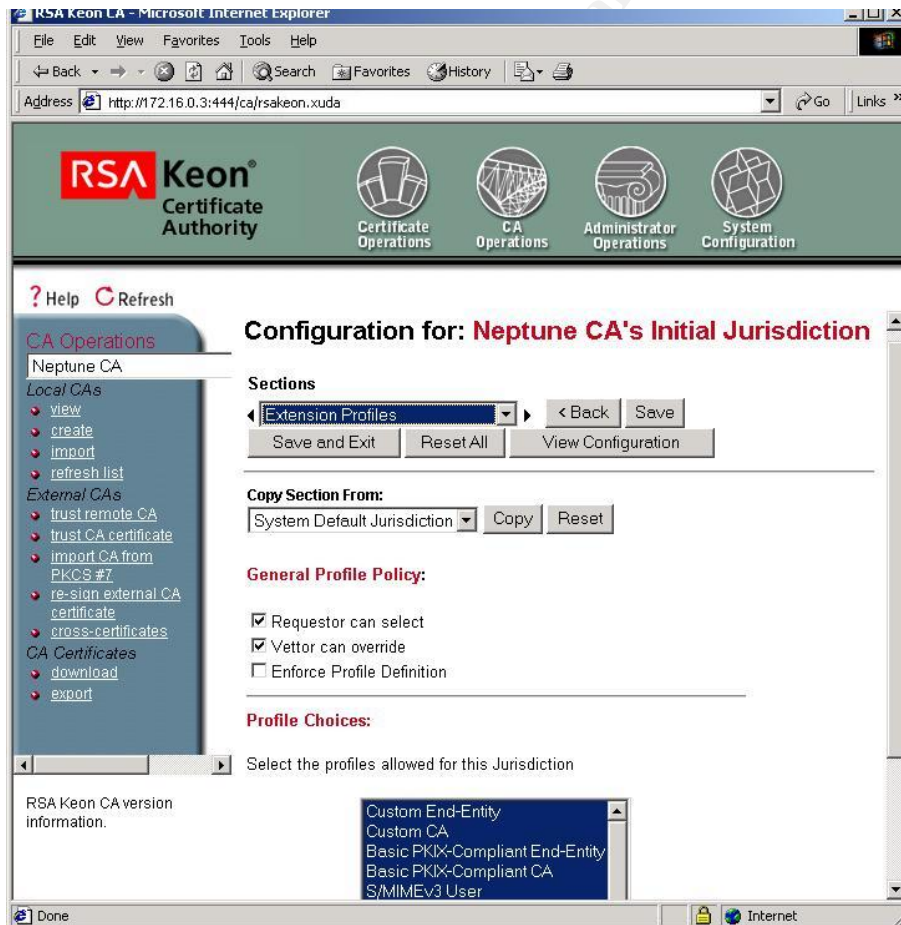 RSA Keon CA - Microsoft Internet Explorer
File Edit View Favorites Tools Help
Back Search Favorites History
Address http://172.16.0.3:444/ca/rsakeon.xuda Go Links »
RSA Keon®
Certificate
Authority
Certificate
Operations
CA
Operations
Administrator
Operations
System
Configuration
? Help Refresh
CA Operations
Neptune CA
Local CAs
view
create
import
refresh list
External CAs
trust remote CA
trust CA certificate
import CA from
PKCS #7
re-sign external CA
certificate
cross-certificates
CA Certificates
download
export
RSA Keon CA version
information.
Configuration for: Neptune CA's Initial Jurisdiction
Sections
Extension Profiles < Back Save
Save and Exit Reset All View Configuration
Copy Section From:
System Default Jurisdiction Copy Reset
General Profile Policy:
Requestor can select
Vettor can override
Enforce Profile Definition
Profile Choices:
Select the profiles allowed for this Jurisdiction
Custom End-Entity
Custom CA
Basic PKIX-Compliant End-Entity
Basic PKIX-Compliant CA
S/MIMEv3 User
Done Internet